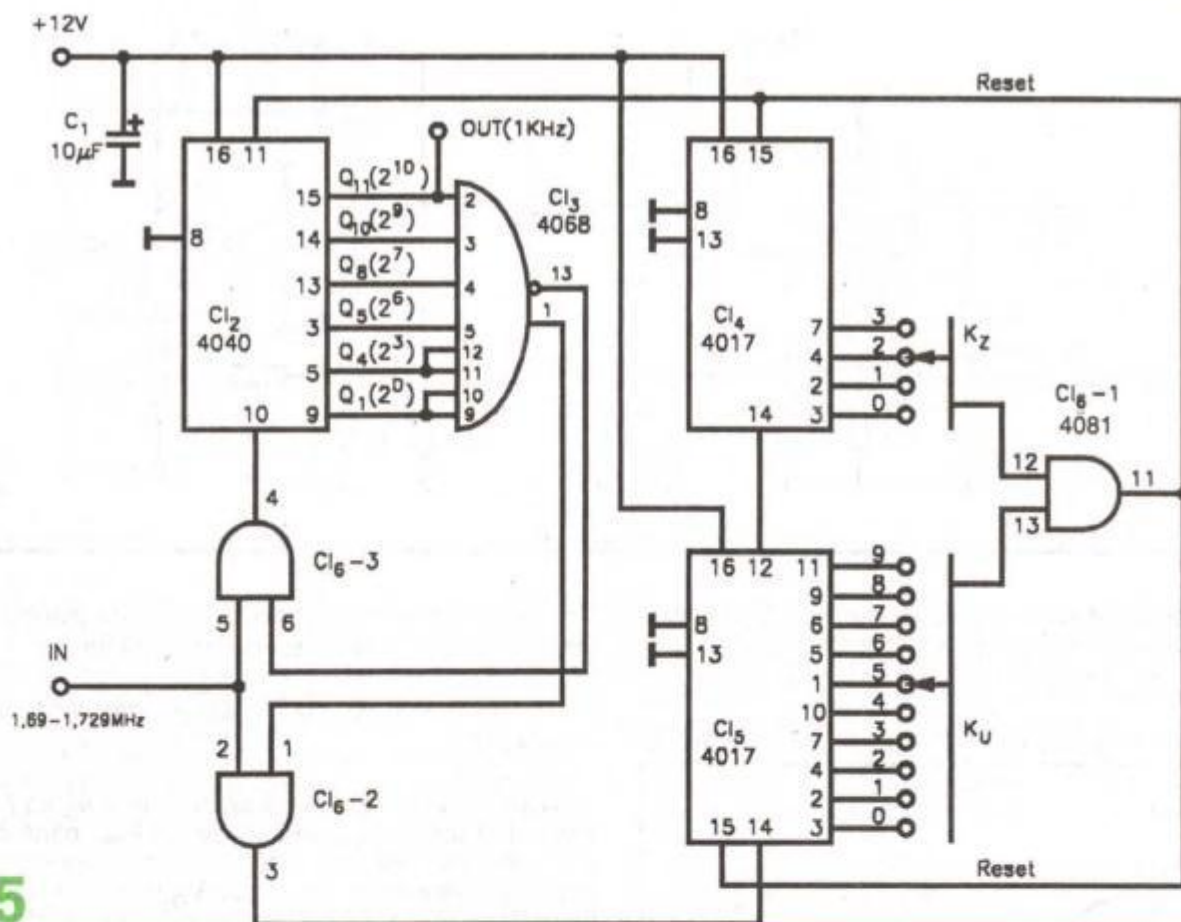 +12V
C1
10µF
16 11
8
CI2
4040
10
15 Q11(2^10)
14 Q10(2^9)
13 Q8(2^7)
3 Q5(2^6)
5 Q4(2^3)
9 Q1(2^0)
OUT(1KHz)
2
3
4
5
12
11
10
9
CI3
4068
13
1
4
CI6-3
5 6
IN
1,69-1,729MHz
2 1
CI6-2
3
Reset
16 15
8
13
CI4
4017
14
7 3
4 2
2 1
3 0
KZ
CI6-1
4081
12
13
11
16 12
8
13
CI5
4017
15 14
11 9
9 8
6 7
5 6
1 5
10 4
7 3
4 2
2 1
3 0
KU
Reset
5